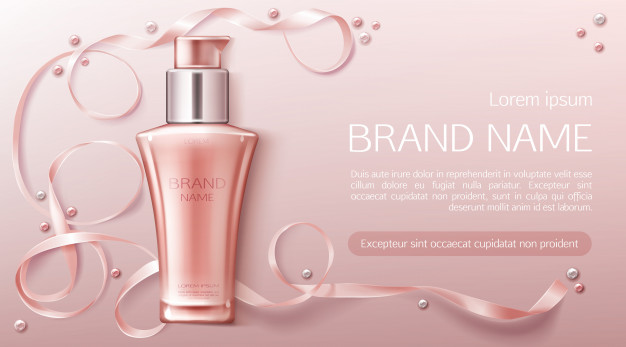 Lorem ipsum
BRAND NAME
Duis aute irure dolor in reprehenderit in voluptate
velit esse cillum dolore eu fugiat nulla pariatur. Excepteur sint
occaecat cupidatat non proident, sunt in culpa qui officia
deserunt mollit anim id est laborum.
Excepteur sint occaecat cupidatat non proident
BRAND
NAME
LOREM IPSUM